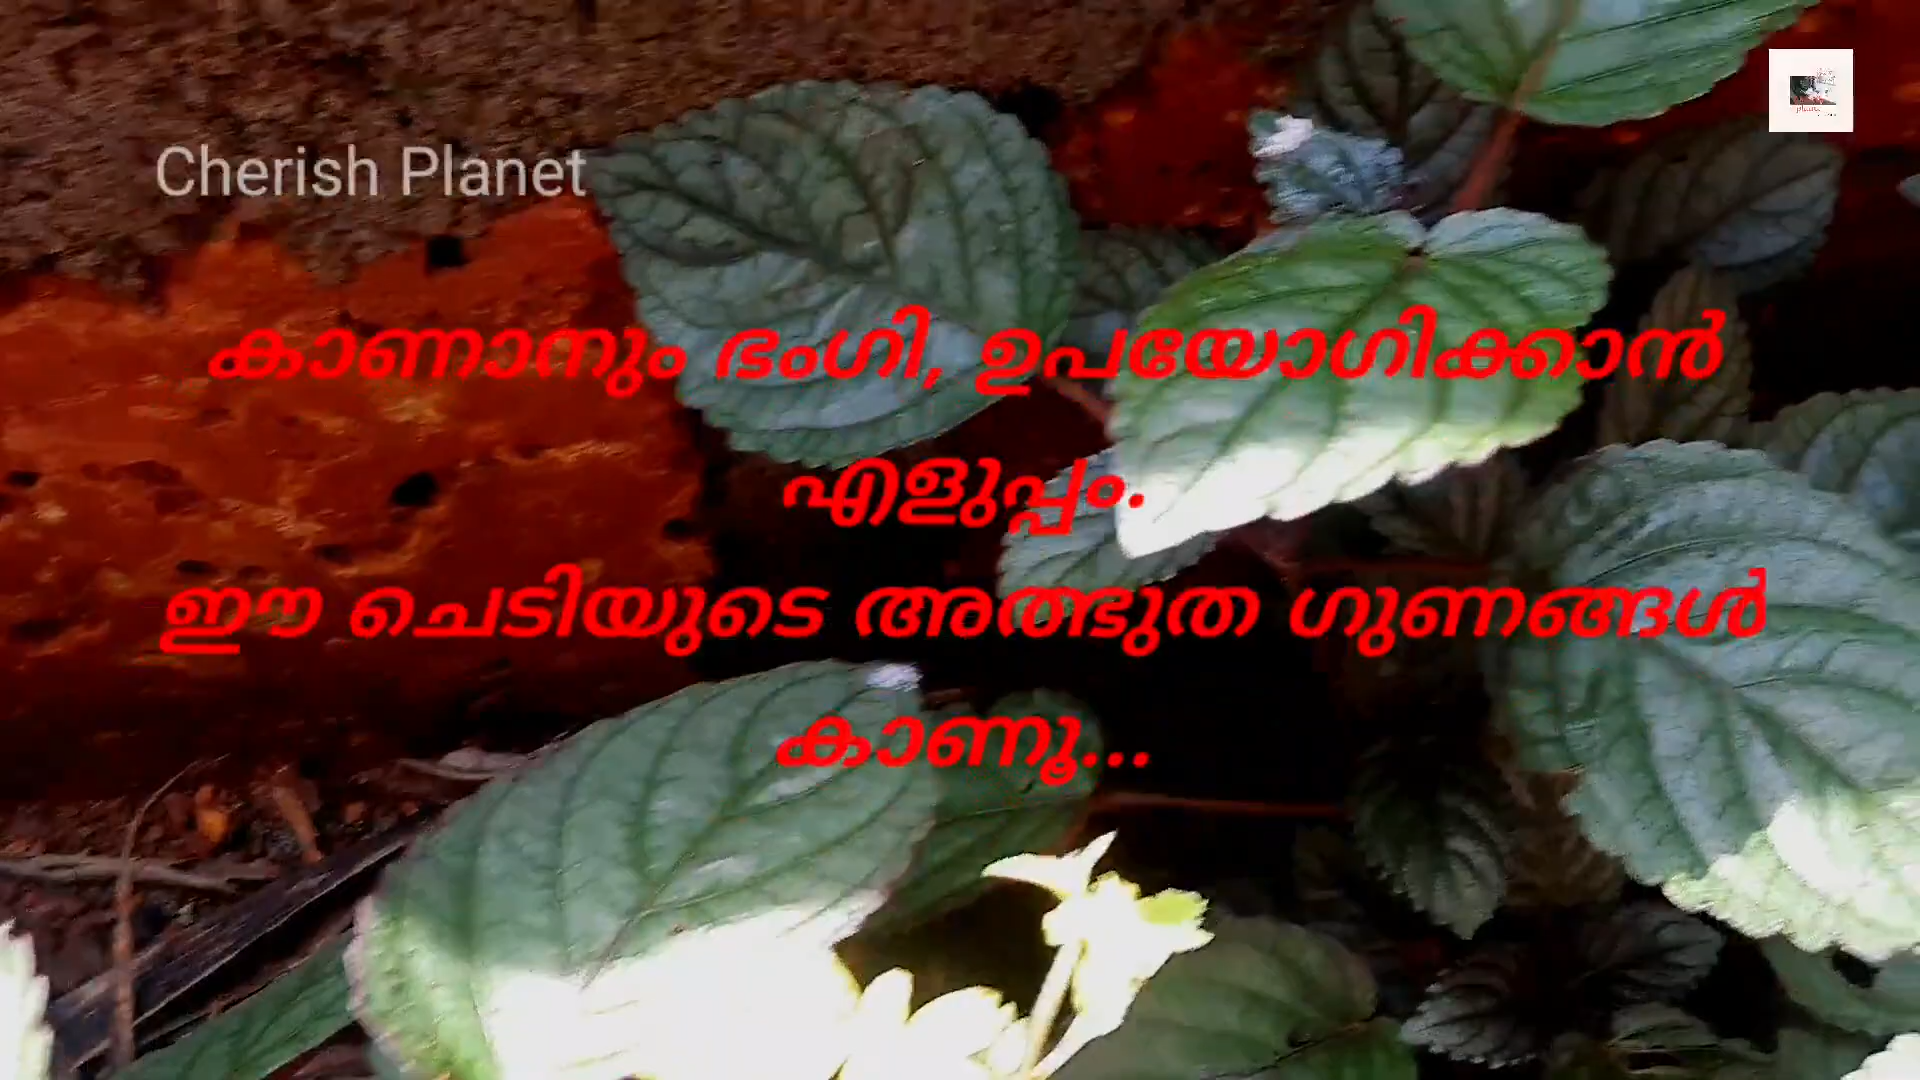 Cherish Planet
കാണാനും ഭംഗി, ഉപയോഗിക്കാൻ
എളുപ്പം.
ഈ ചെടിയുടെ അത്ഭുത ഗുണങ്ങൾ
കാണൂ...